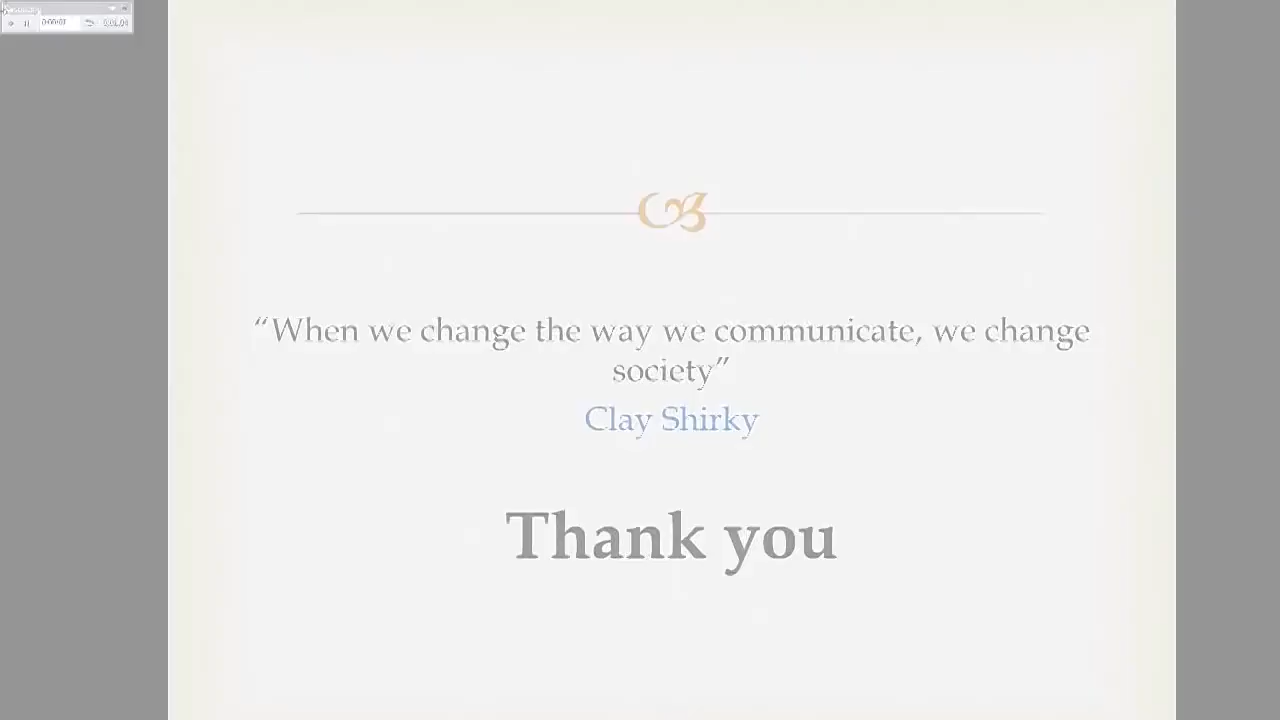 “When we change the way we communicate, we change
society”
Clay Shirky
Thank you